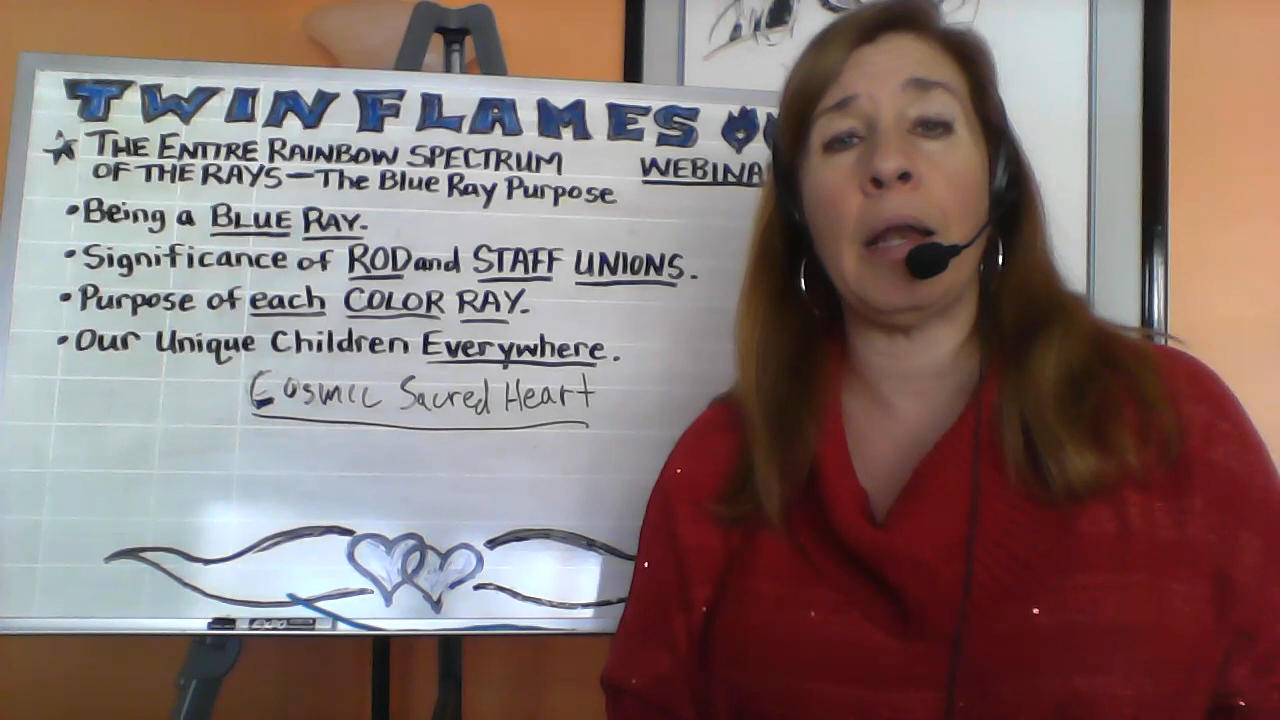 TWIN FLAMES
THE ENTIRE RAINBOW SPECTRUM
OF THE RAYS—The Blue Ray Purpose
•Being a BLUE RAY.
•Significance of ROD and STAFF UNIONS.
•Purpose of each COLOR RAY.
•Our Unique Children Everywhere.
Cosmic Sacred Heart